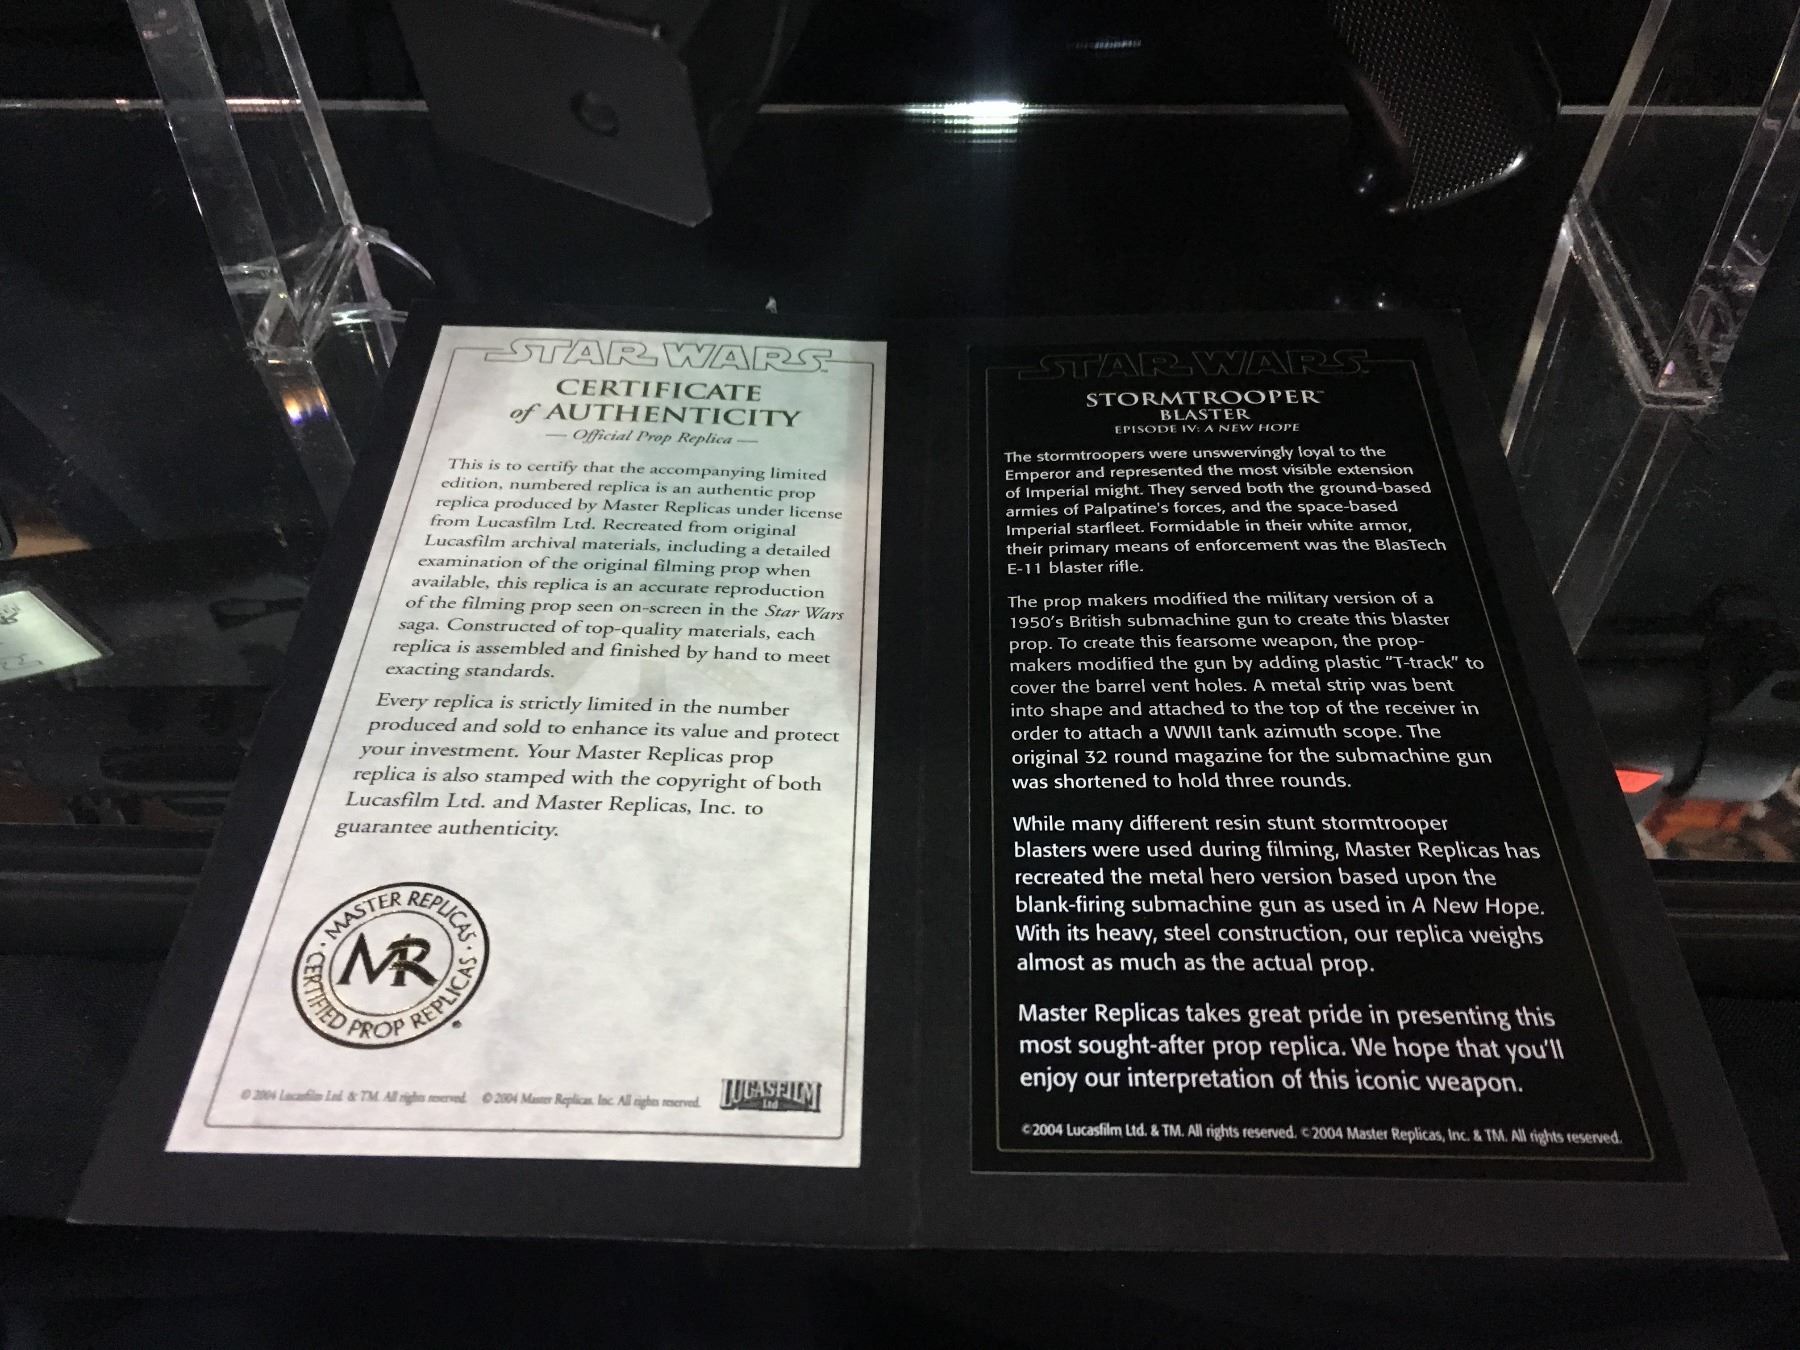 STAR WARS
CERTIFICATE
of AUTHENTICITY
— Official Prop Replica —
This is to certify that the accompanying limited
edition, numbered replica is an authentic prop
replica produced by Master Replicas under license
from Lucasfilm Ltd. Recreated from original
Lucasfilm archival materials, including a detailed
examination of the original filming prop when
available, this replica is an accurate reproduction
of the filming prop seen on-screen in the Star Wars
saga. Constructed of top-quality materials, each
replica is assembled and finished by hand to meet
exacting standards.
Every replica is strictly limited in the number
produced and sold to enhance its value and protect
your investment. Your Master Replicas prop
replica is also stamped with the copyright of both
Lucasfilm Ltd. and Master Replicas, Inc. to
guarantee authenticity.
· MASTER REPLICAS ·
MR
CERTIFIED PROP REPLICAS
© 2004 Lucasfilm Ltd. & TM. All rights reserved. © 2004 Master Replicas, Inc. All rights reserved.
LUCASFILM
Ltd
STAR WARS
STORMTROOPER™
BLASTER
EPISODE IV: A NEW HOPE
The stormtroopers were unswervingly loyal to the
Emperor and represented the most visible extension
of Imperial might. They served both the ground-based
armies of Palpatine's forces, and the space-based
Imperial starfleet. Formidable in their white armor,
their primary means of enforcement was the BlasTech
E-11 blaster rifle.
The prop makers modified the military version of a
1950's British submachine gun to create this blaster
prop. To create this fearsome weapon, the prop-
makers modified the gun by adding plastic "T-track" to
cover the barrel vent holes. A metal strip was bent
into shape and attached to the top of the receiver in
order to attach a WWII tank azimuth scope. The
original 32 round magazine for the submachine gun
was shortened to hold three rounds.
While many different resin stunt stormtrooper
blasters were used during filming, Master Replicas has
recreated the metal hero version based upon the
blank-firing submachine gun as used in A New Hope.
With its heavy, steel construction, our replica weighs
almost as much as the actual prop.
Master Replicas takes great pride in presenting this
most sought-after prop replica. We hope that you'll
enjoy our interpretation of this iconic weapon.
©2004 Lucasfilm Ltd. & TM. All rights reserved. ©2004 Master Replicas, Inc. & TM. All rights reserved.